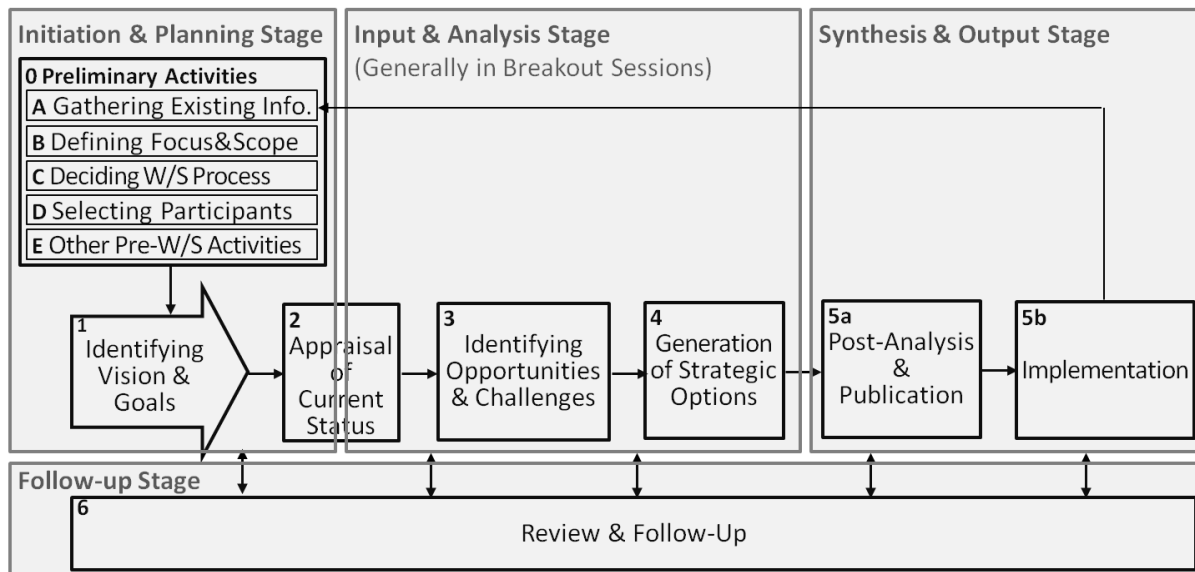 Initiation & Planning Stage
0 Preliminary Activities
A Gathering Existing Info.
B Defining Focus&Scope
C Deciding W/S Process
D Selecting Participants
E Other Pre-W/S Activities
1
Identifying
Vision &
Goals
2
Appraisal
of
Current
Status
Input & Analysis Stage
(Generally in Breakout Sessions)
3
Identifying
Opportunities
& Challenges
4
Generation
of Strategic
Options
Synthesis & Output Stage
5a
Post-Analysis
&
Publication
5b
Implementation
Follow-up Stage
6
Review & Follow-Up